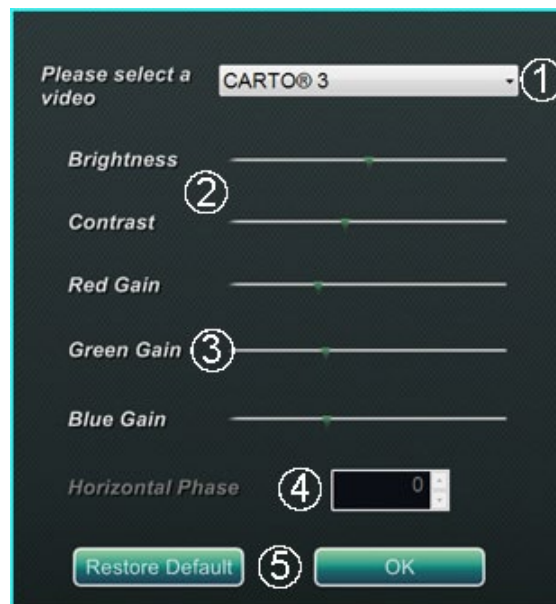 Please select a
video
CARTO® 3
①
Brightness
②
Contrast
Red Gain
Green Gain
③
Blue Gain
Horizontal Phase
④
0
Restore Default
⑤
OK